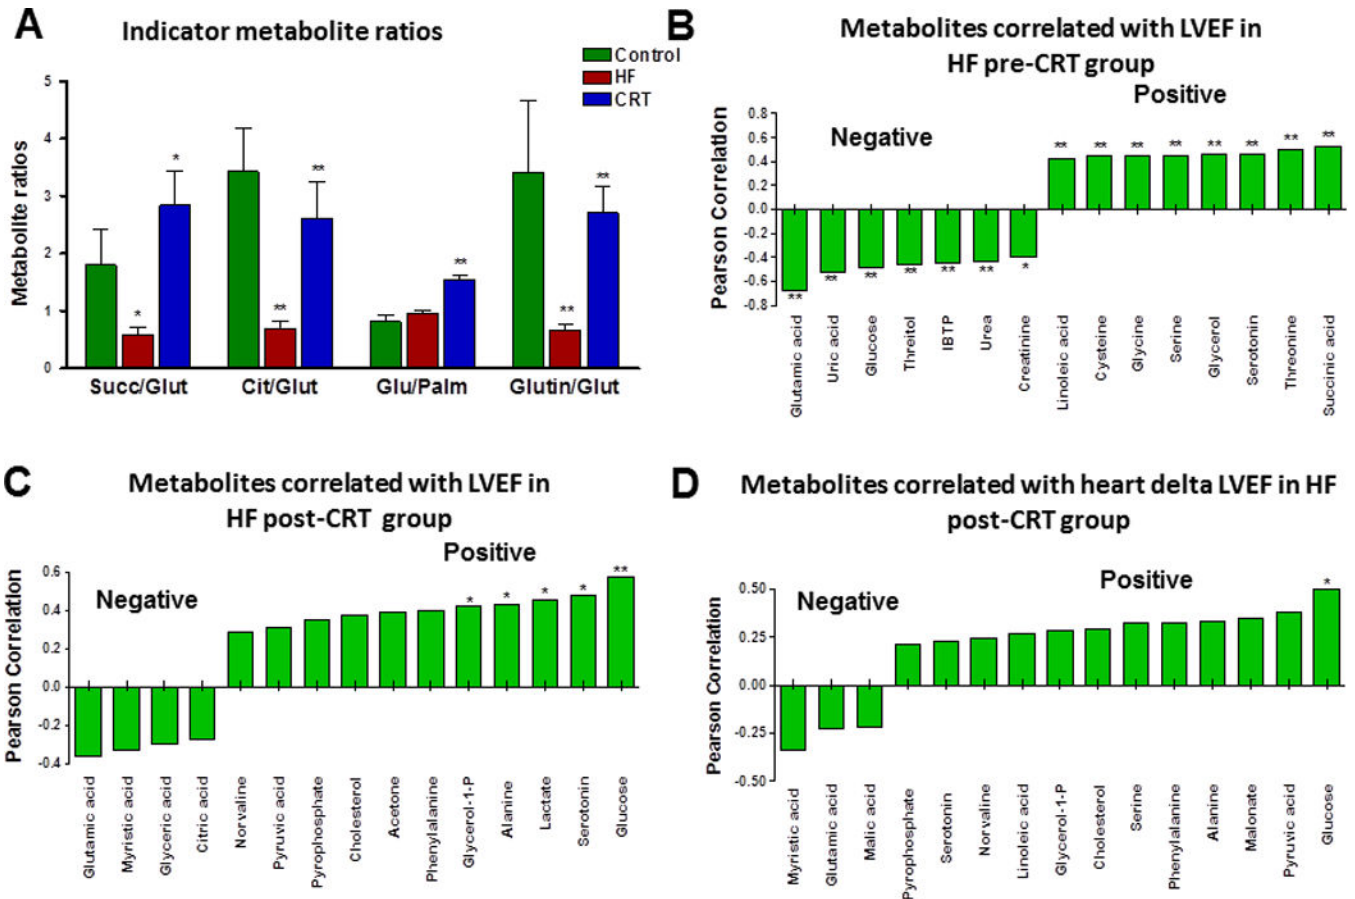 A
Indicator metabolite ratios
Control
HF
CRT
Metabolite ratios
5
4
3
2
1
0
*
*
**
**
**
**
**
Succ/Glut
Cit/Glut
Glu/Palm
Glutin/Glut
B
Metabolites correlated with LVEF in
HF pre-CRT group
Positive
Negative
Pearson Correlation
0.8
0.6
0.4
0.2
0.0
-0.2
-0.4
-0.6
-0.8
** ** ** ** ** ** *
** ** ** ** ** ** ** **
Glutamic acid
Uric acid
Glucose
Threitol
IBTP
Urea
Creatinine
Linoleic acid
Cysteine
Glycine
Serine
Glycerol
Serotonin
Threonine
Succinic acid
C
Metabolites correlated with LVEF in
HF post-CRT group
Positive
Negative
Pearson Correlation
0.6
0.4
0.2
0.0
-0.2
-0.4
* * * * **
Glutamic acid
Myristic acid
Glyceric acid
Citric acid
Norvaline
Pyruvic acid
Pyrophosphate
Cholesterol
Acetone
Phenylalanine
Glycerol-1-P
Alanine
Lactate
Serotonin
Glucose
D
Metabolites correlated with heart delta LVEF in HF
post-CRT group
Positive
Negative
Pearson Correlation
0.50
0.25
0.00
-0.25
-0.50
*
Myristic acid
Glutamic acid
Malic acid
Pyrophosphate
Serotonin
Norvaline
Linoleic acid
Glycerol-1-P
Cholesterol
Serine
Phenylalanine
Alanine
Malonate
Pyruvic acid
Glucose